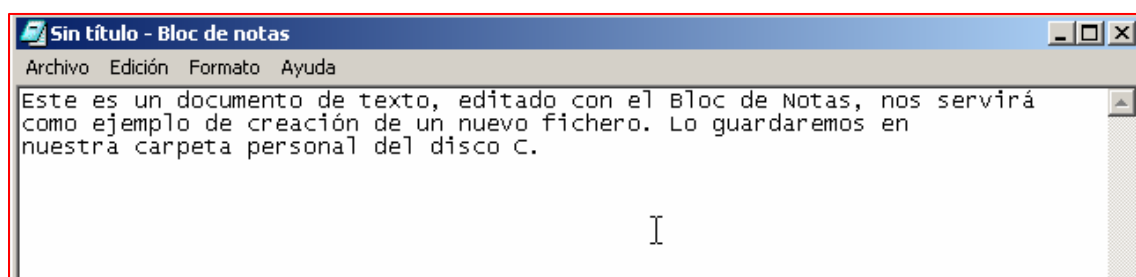 Sin título - Bloc de notas
Archivo Edición Formato Ayuda
Este es un documento de texto, editado con el Bloc de Notas, nos servirá
como ejemplo de creación de un nuevo fichero. Lo guardaremos en
nuestra carpeta personal del disco C.